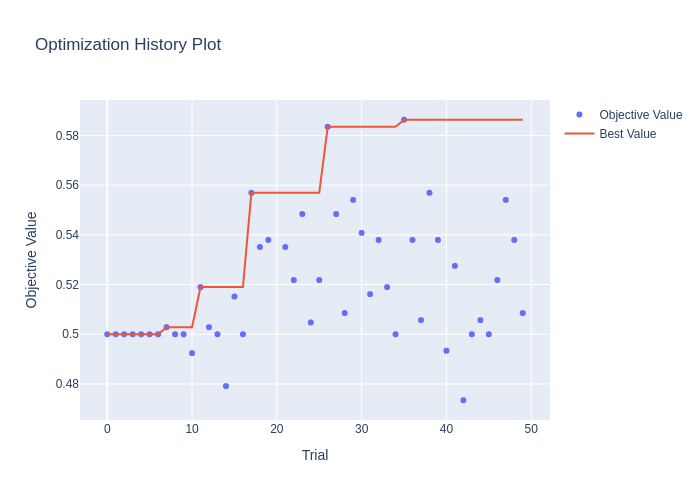 Optimization History Plot
Objective Value
Best Value
0.58
0.56
0.54
0.52
0.5
0.48
Objective Value
0
10
20
30
40
50
Trial